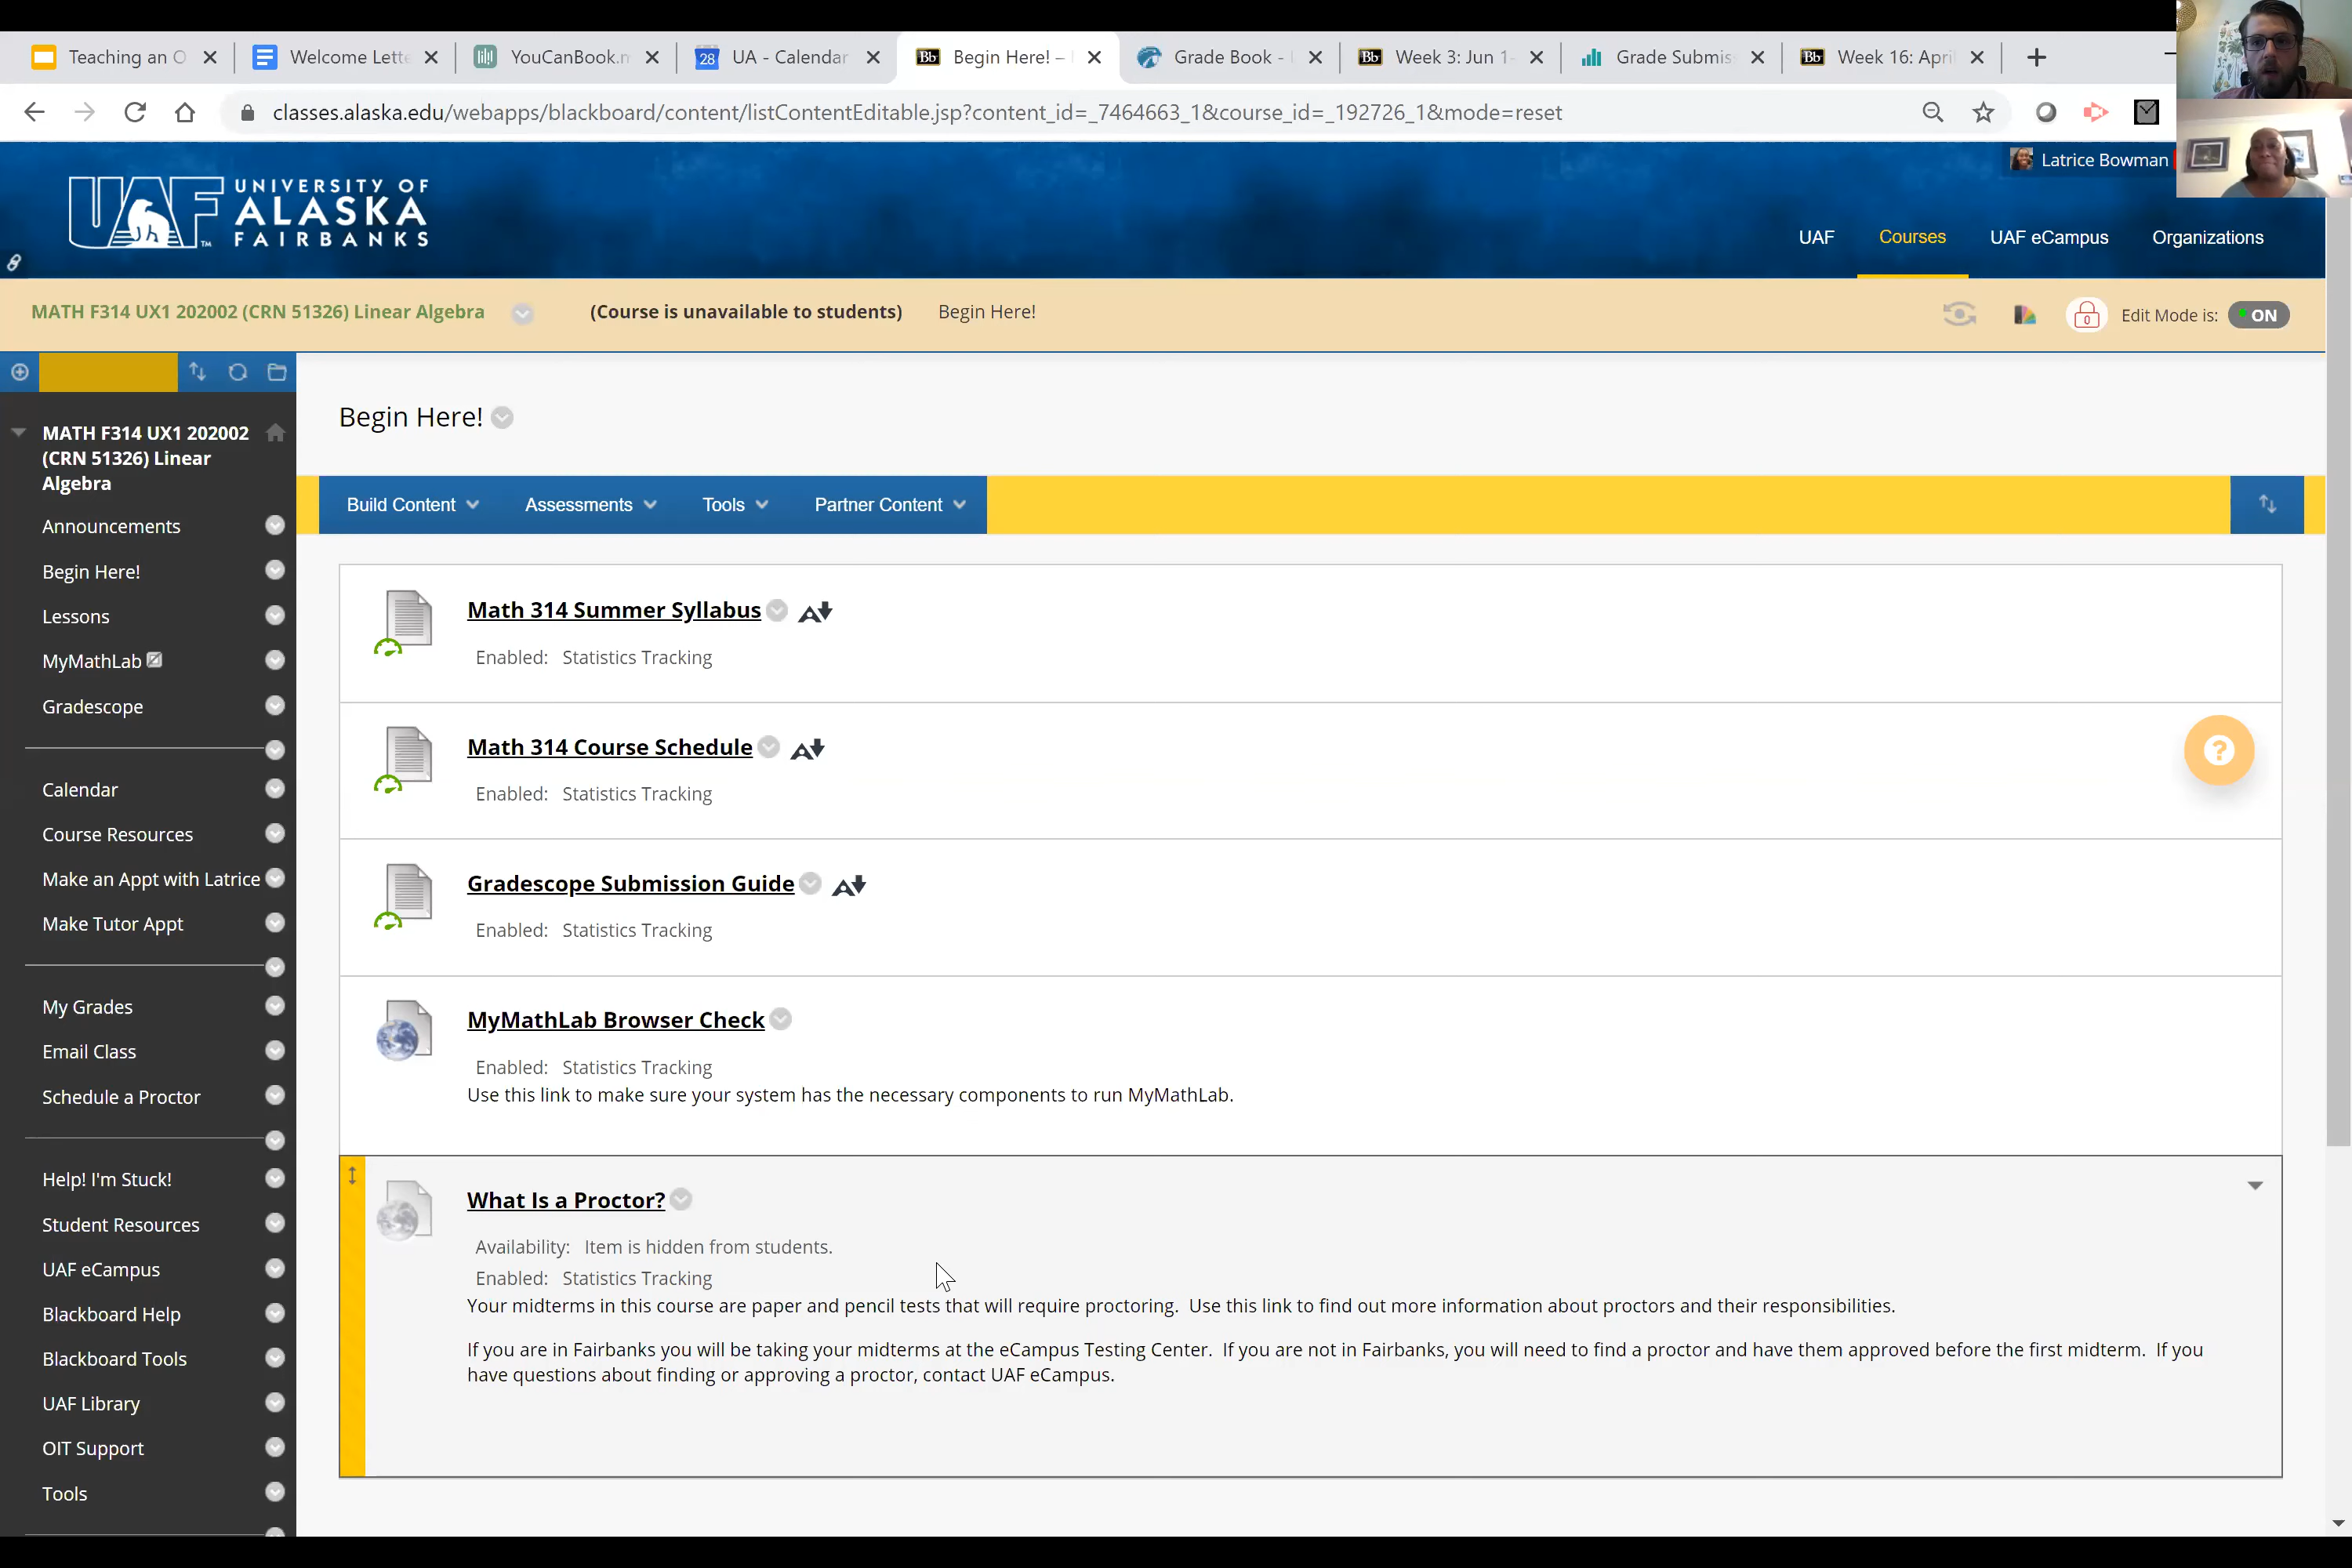 Teaching an O
Welcome Lette
YouCanBook.m
28
UA - Calendar
Bb
Begin Here! –
Grade Book -
Bb
Week 3: Jun 1-
Grade Submis
Bb
Week 16: April
classes.alaska.edu/webapps/blackboard/content/listContentEditable.jsp?content_id=_7464663_1&course_id=_192726_1&mode=reset
Latrice Bowman
UAF
UNIVERSITY OF
ALASKA
FAIRBANKS
UAF
Courses
UAF eCampus
Organizations
MATH F314 UX1 202002 (CRN 51326) Linear Algebra
(Course is unavailable to students)
Begin Here!
0
Edit Mode is:
ON
MATH F314 UX1 202002
(CRN 51326) Linear
Algebra
Announcements
Begin Here!
Lessons
MyMathLab
Gradescope
Calendar
Course Resources
Make an Appt with Latrice
Make Tutor Appt
My Grades
Email Class
Schedule a Proctor
Help! I'm Stuck!
Student Resources
UAF eCampus
Blackboard Help
Blackboard Tools
UAF Library
OIT Support
Tools
Begin Here!
Build Content
Assessments
Tools
Partner Content
Math 314 Summer Syllabus
Enabled: Statistics Tracking
Math 314 Course Schedule
Enabled: Statistics Tracking
Gradescope Submission Guide
Enabled: Statistics Tracking
MyMathLab Browser Check
Enabled: Statistics Tracking
Use this link to make sure your system has the necessary components to run MyMathLab.
What Is a Proctor?
Availability: Item is hidden from students.
Enabled: Statistics Tracking
Your midterms in this course are paper and pencil tests that will require proctoring. Use this link to find out more information about proctors and their responsibilities.
If you are in Fairbanks you will be taking your midterms at the eCampus Testing Center. If you are not in Fairbanks, you will need to find a proctor and have them approved before the first midterm. If you
have questions about finding or approving a proctor, contact UAF eCampus.
?